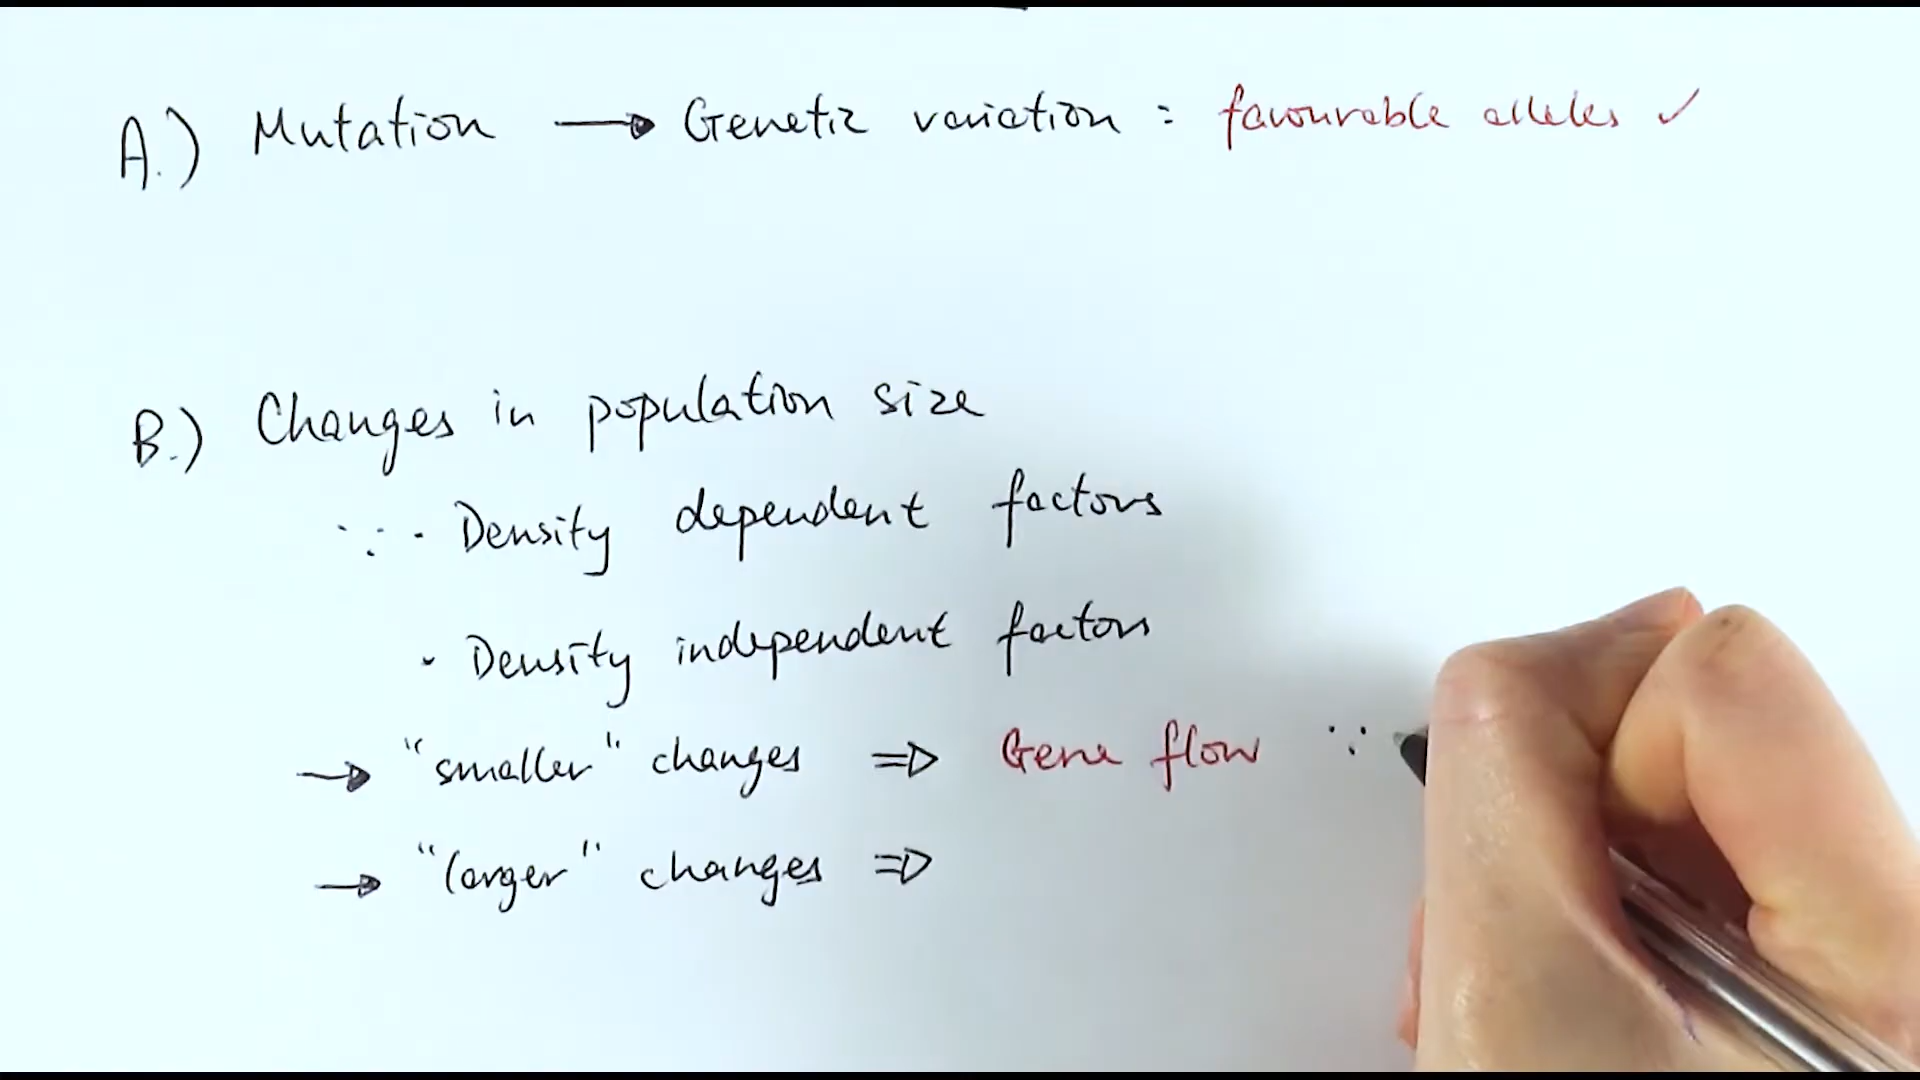 A.) Mutation → Genetic variation : favourable alleles ✓
B.) Changes in population size
∵ · Density dependent factors
· Density independent factors
→ "smaller" changes ⇒ Gene flow ∵
→ "larger" changes ⇒